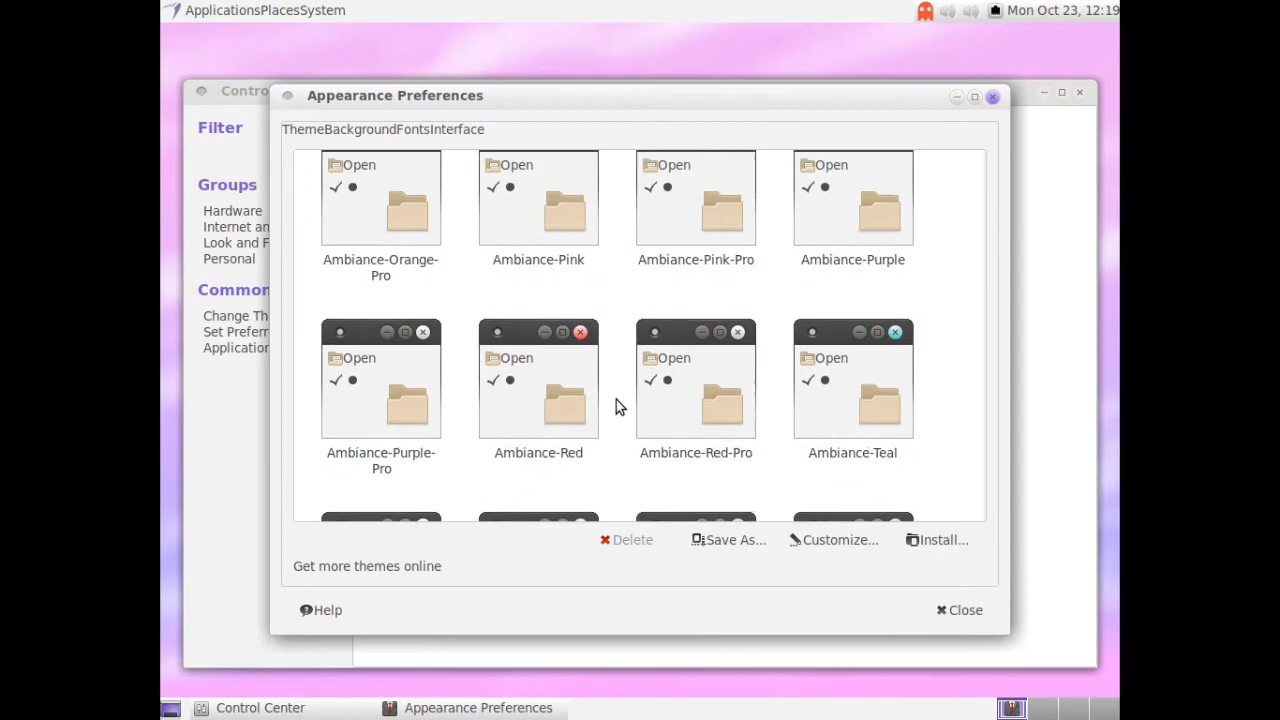 ApplicationsPlacesSystem
Mon Oct 23, 12:19
Contro
Appearance Preferences
Filter
ThemeBackgroundFontsInterface
Groups
Hardware
Internet an
Look and F
Personal
Common
Change Th
Set Preferr
Application
Open Open Open Open
Ambiance-Orange-
Pro
Ambiance-Pink
Ambiance-Pink-Pro
Ambiance-Purple
Open Open Open Open
Ambiance-Purple-
Pro
Ambiance-Red
Ambiance-Red-Pro
Ambiance-Teal
Delete Save As... Customize... Install...
Get more themes online
Help Close
Control Center Appearance Preferences